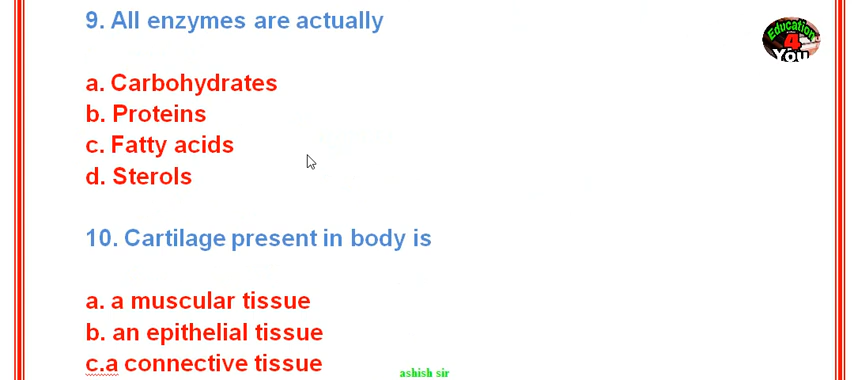 9. All enzymes are actually
Education
4
You
a. Carbohydrates
b. Proteins
c. Fatty acids
d. Sterols
10. Cartilage present in body is
a. a muscular tissue
b. an epithelial tissue
c.a connective tissue
ashish sir